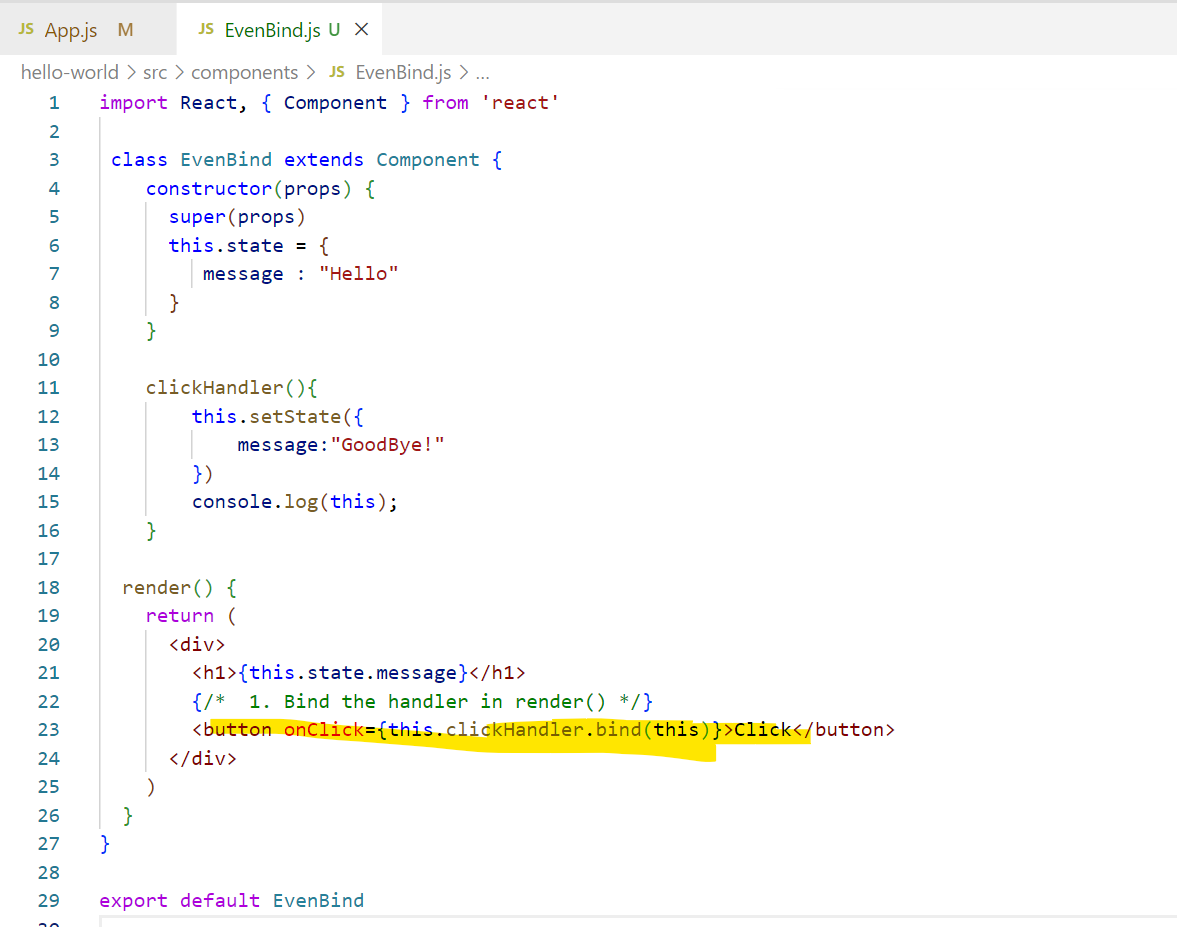 JS App.js M JS EvenBind.js U
hello-world > src > components > JS EvenBind.js > ...
1 import React, { Component } from 'react'
2
3 class EvenBind extends Component {
4 constructor(props) {
5 super(props)
6 this.state = {
7 message : "Hello"
8 }
9 }
10
11 clickHandler(){
12 this.setState({
13 message:"GoodBye!"
14 })
15 console.log(this);
16 }
17
18 render() {
19 return (
20 <div>
21 <h1>{this.state.message}</h1>
22 {/*  1. Bind the handler in render() */}
23 <button onClick={this.clickHandler.bind(this)}>Click</button>
24 </div>
25 )
26 }
27 }
28
29 export default EvenBind